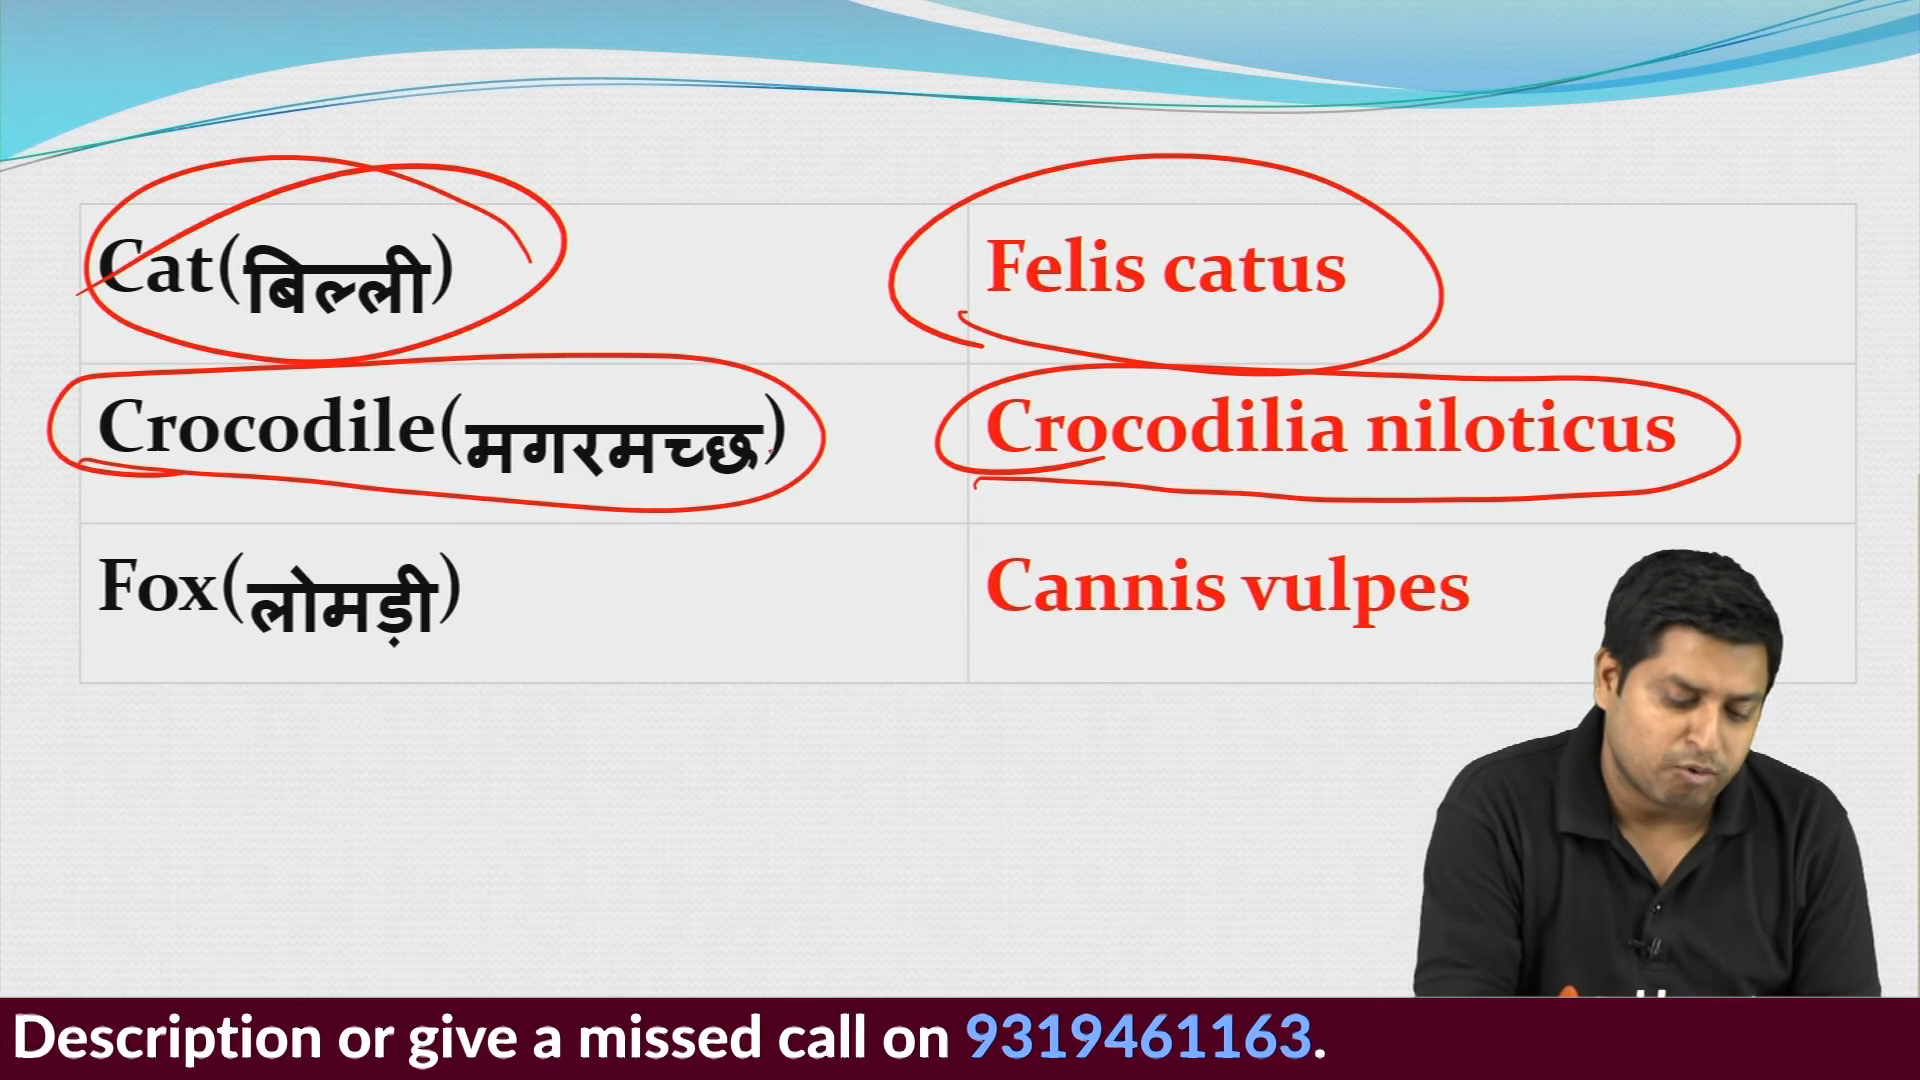 Cat(बिल्ली) Felis catus
Crocodile(मगरमच्छ) Crocodilia niloticus
Fox(लोमड़ी) Cannis vulpes
Description or give a missed call on 9319461163.